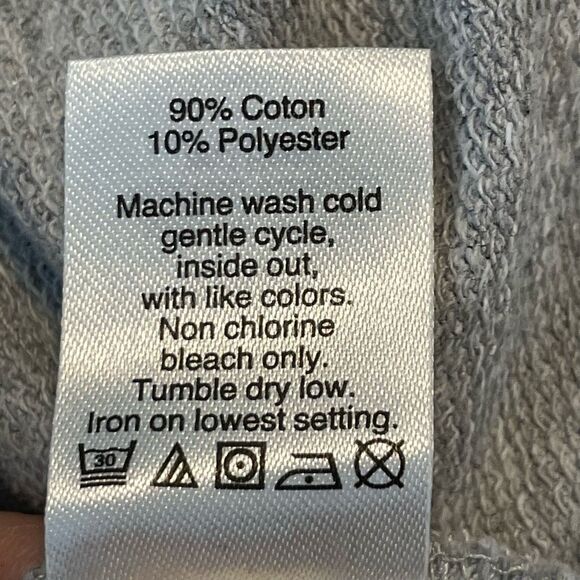 90% Coton
10% Polyester
Machine wash cold
gentle cycle,
inside out,
with like colors.
Non chlorine
bleach only.
Tumble dry low.
Iron on lowest setting.
30